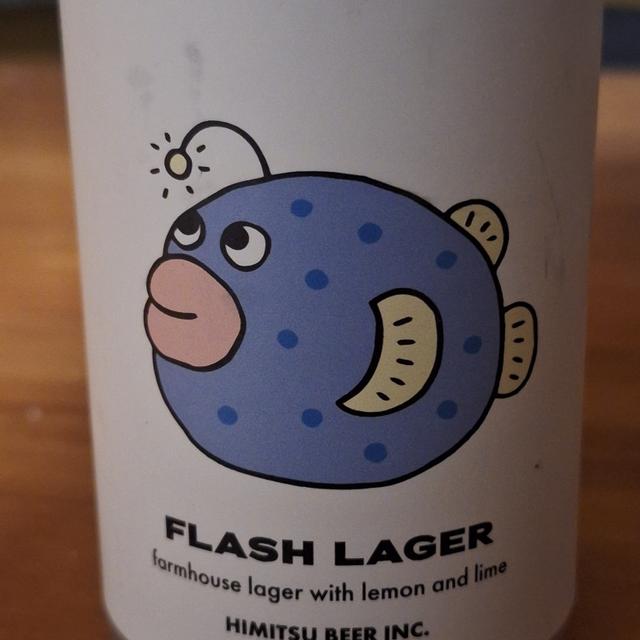 FLASH LAGER
farmhouse lager with lemon and lime
HIMITSU BEER INC.